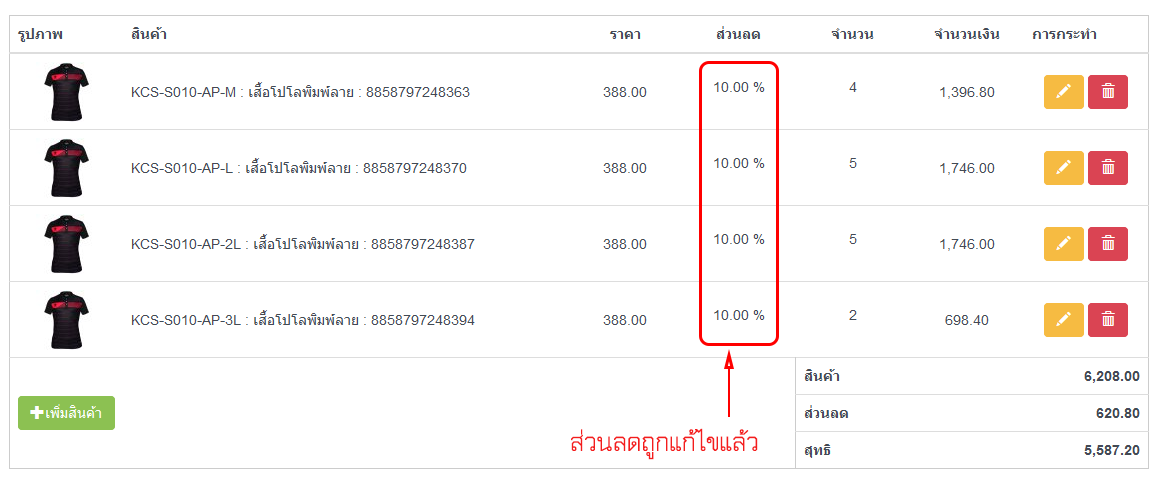 รูปภาพ สินค้า ราคา ส่วนลด จำนวน จำนวนเงิน การกระทำ
KCS-S010-AP-M : เสื้อโปโลพิมพ์ลาย : 8858797248363 388.00 10.00 % 4 1,396.80
KCS-S010-AP-L : เสื้อโปโลพิมพ์ลาย : 8858797248370 388.00 10.00 % 5 1,746.00
KCS-S010-AP-2L : เสื้อโปโลพิมพ์ลาย : 8858797248387 388.00 10.00 % 5 1,746.00
KCS-S010-AP-3L : เสื้อโปโลพิมพ์ลาย : 8858797248394 388.00 10.00 % 2 698.40
สินค้า 6,208.00
เพิ่มสินค้า ส่วนลด 620.80
ส่วนลดถูกแก้ไขแล้ว สุทธิ 5,587.20